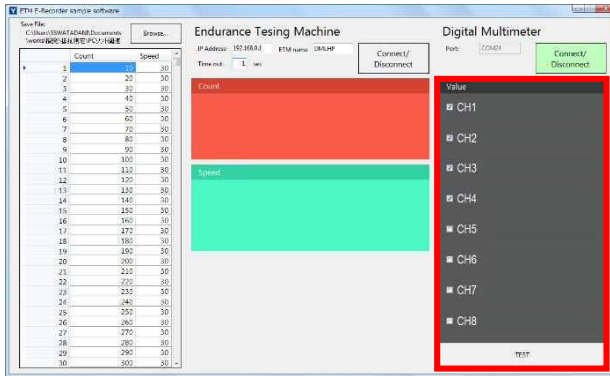 ETM E-Recorder sample software
Save File:
Browse...
Count Speed
1 10 30
2 20 30
3 30 30
4 40 30
5 50 30
6 60 30
7 70 30
8 80 30
9 90 30
10 100 30
11 110 30
12 120 30
13 130 30
14 140 30
15 150 30
16 160 30
17 170 30
18 180 30
19 190 30
20 200 30
21 210 30
22 220 30
23 230 30
24 240 30
25 250 30
26 260 30
27 270 30
28 280 30
29 290 30
30 300 30
Endurance Tesing Machine
IP Address 192.168.0.1 ETM name DMLHP
Time out: 1 sec
Connect/
Disconnect
Count
Speed
Digital Multimeter
Port:
Connect/
Disconnect
Value
CH1
CH2
CH3
CH4
CH5
CH6
CH7
CH8
TEST